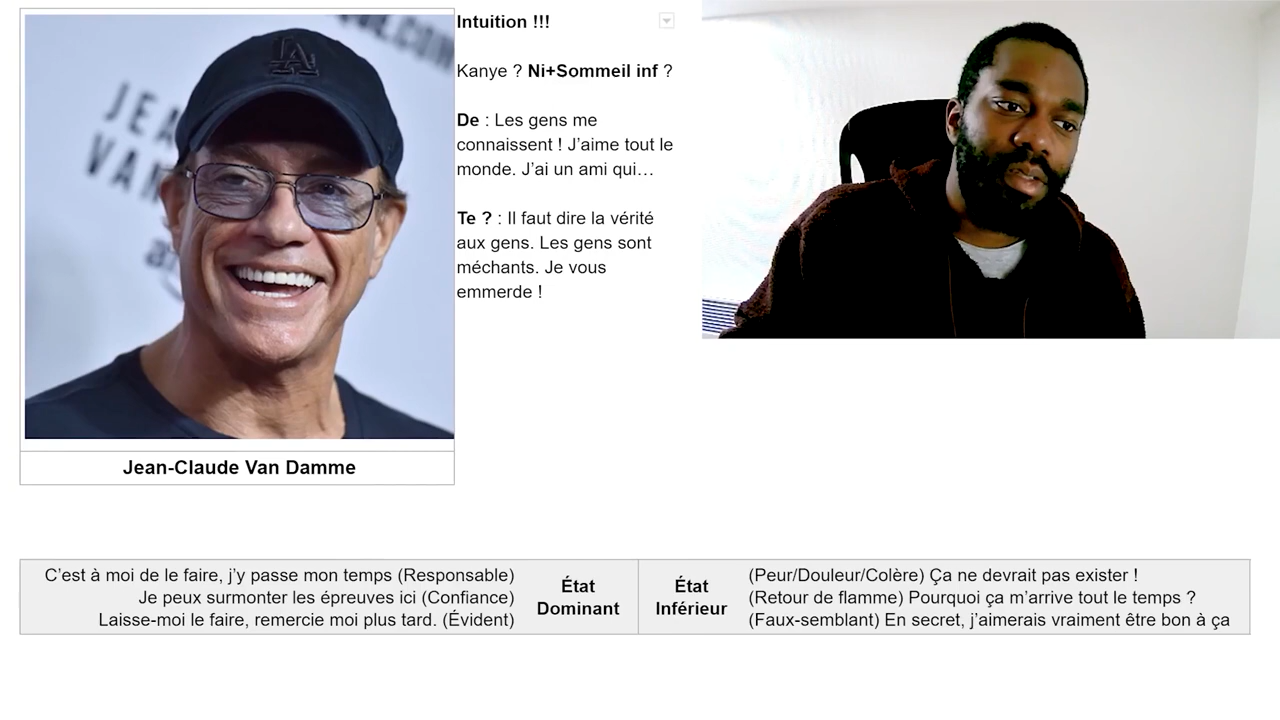 JEA
VAN
LA
Intuition !!!
Kanye ? Ni+Sommeil inf ?
De : Les gens me
connaissent ! J’aime tout le
monde. J’ai un ami qui…
Te ? : Il faut dire la vérité
aux gens. Les gens sont
méchants. Je vous
emmerde !
Jean-Claude Van Damme
C’est à moi de le faire, j’y passe mon temps (Responsable)
Je peux surmonter les épreuves ici (Confiance)
Laisse-moi le faire, remercie moi plus tard. (Évident)
État
Dominant
État
Inférieur
(Peur/Douleur/Colère) Ça ne devrait pas exister !
(Retour de flamme) Pourquoi ça m’arrive tout le temps ?
(Faux-semblant) En secret, j’aimerais vraiment être bon à ça